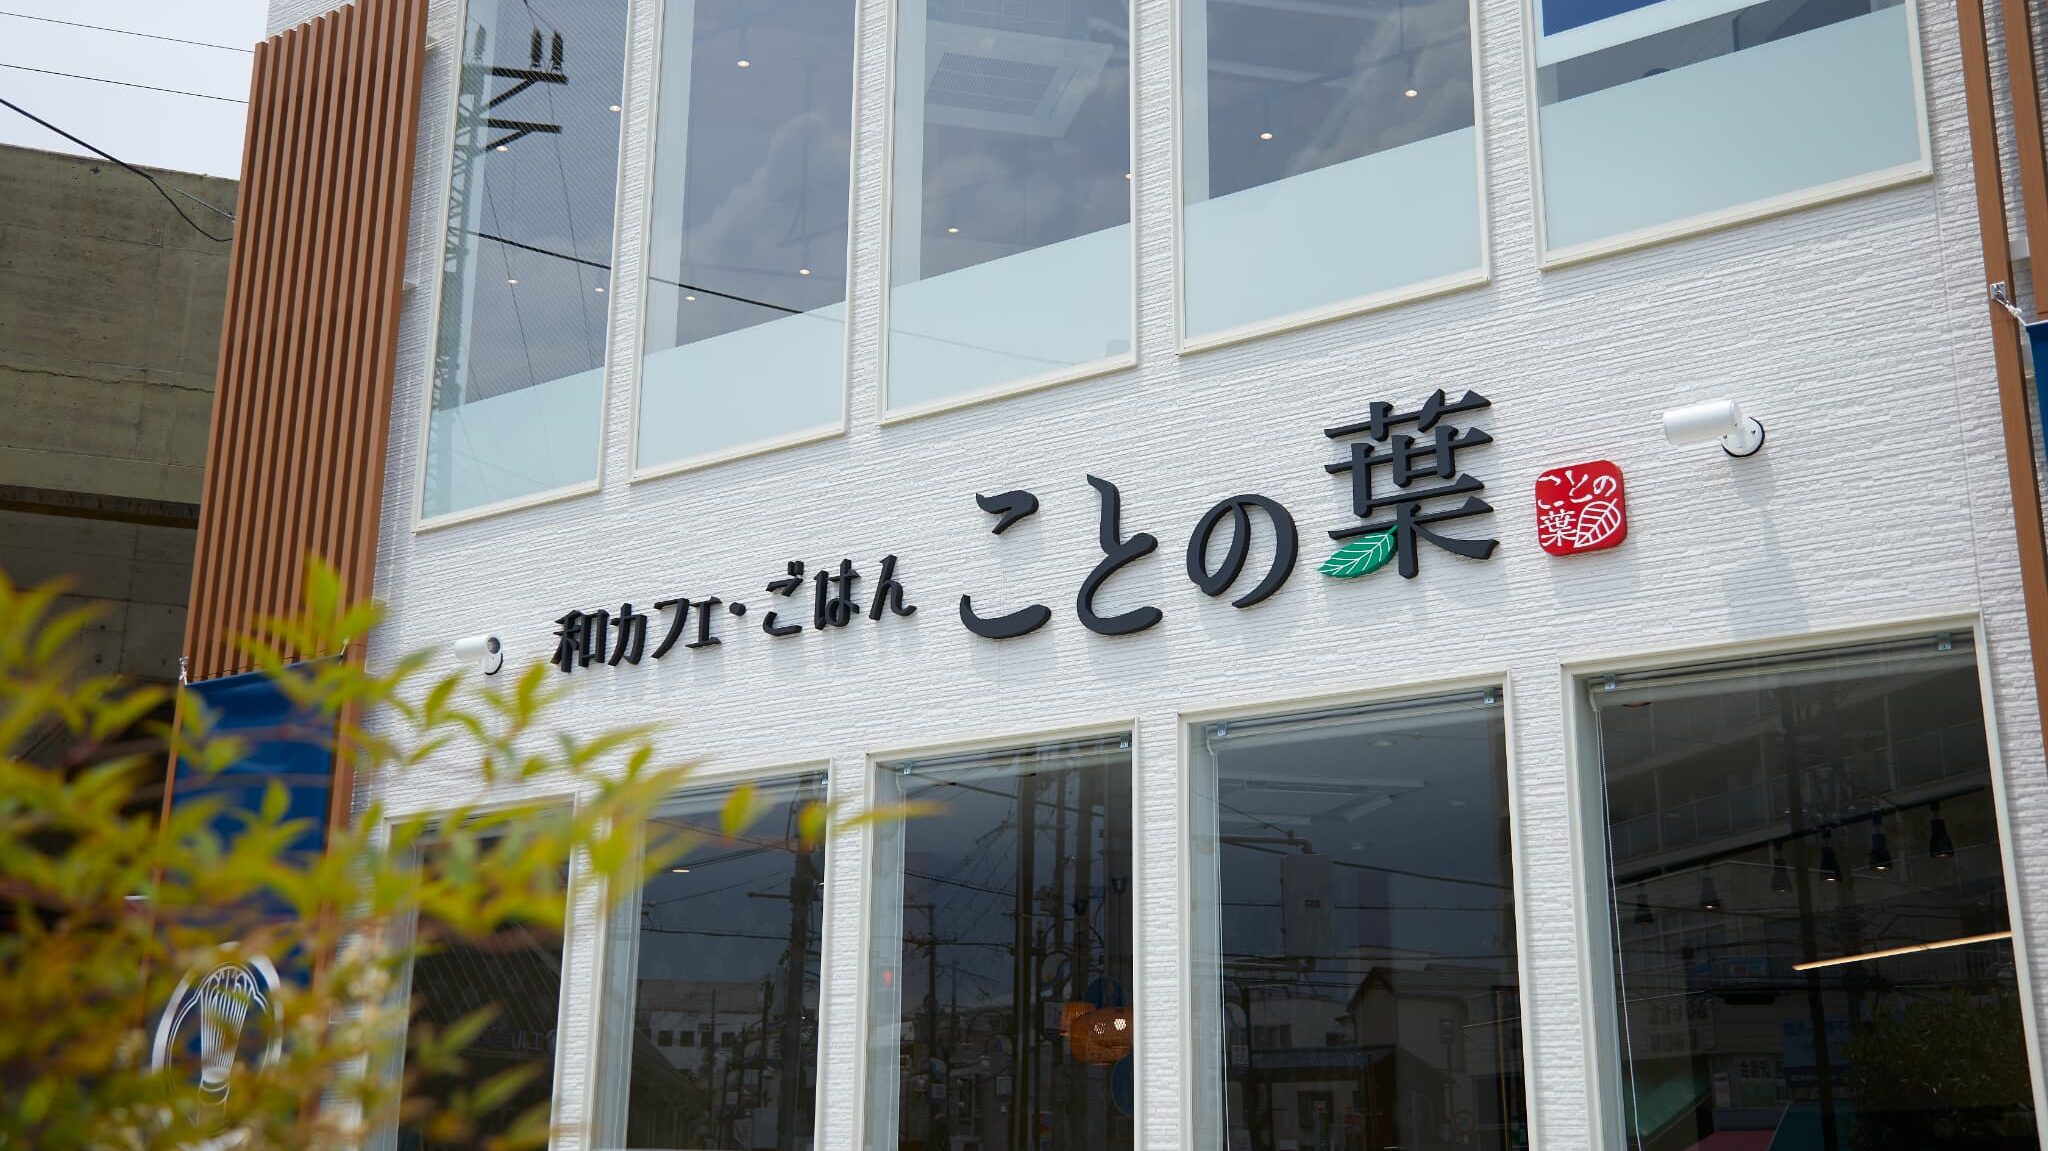 和カフェ・ごはん ことの葉
ことの
葉